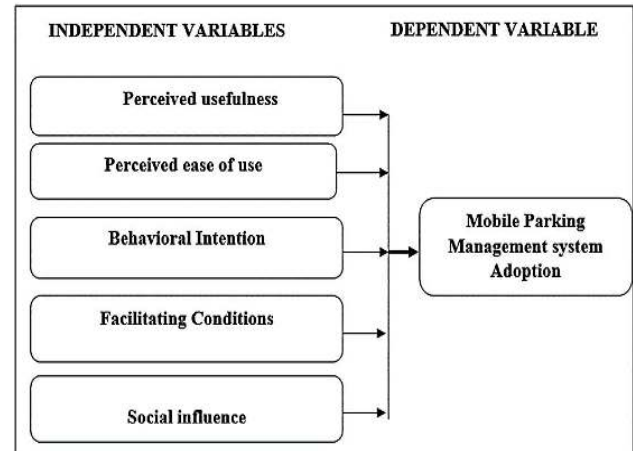 INDEPENDENT VARIABLES
DEPENDENT VARIABLE
Perceived usefulness
Perceived ease of use
Behavioral Intention
Facilitating Conditions
Social influence
Mobile Parking
Management system
Adoption